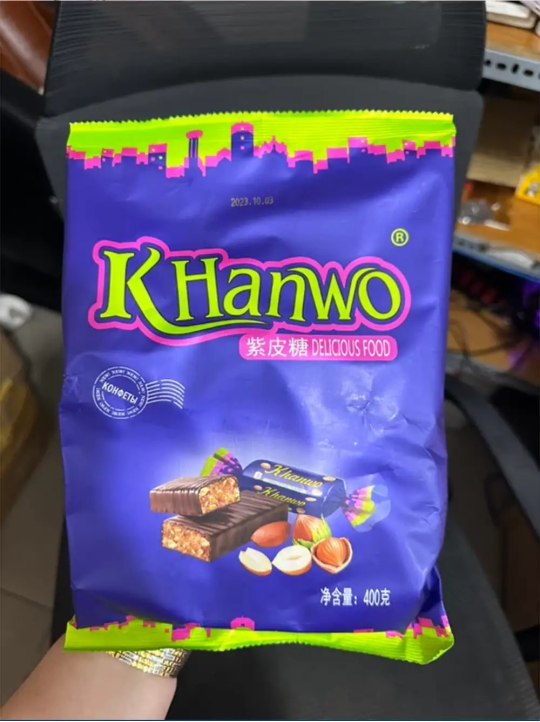 2023.10.03
®
KHanwo
紫皮糖 DELICIOUS FOOD
КОНФЕТЫ
Khanwo
Khanwo
净含量：400克